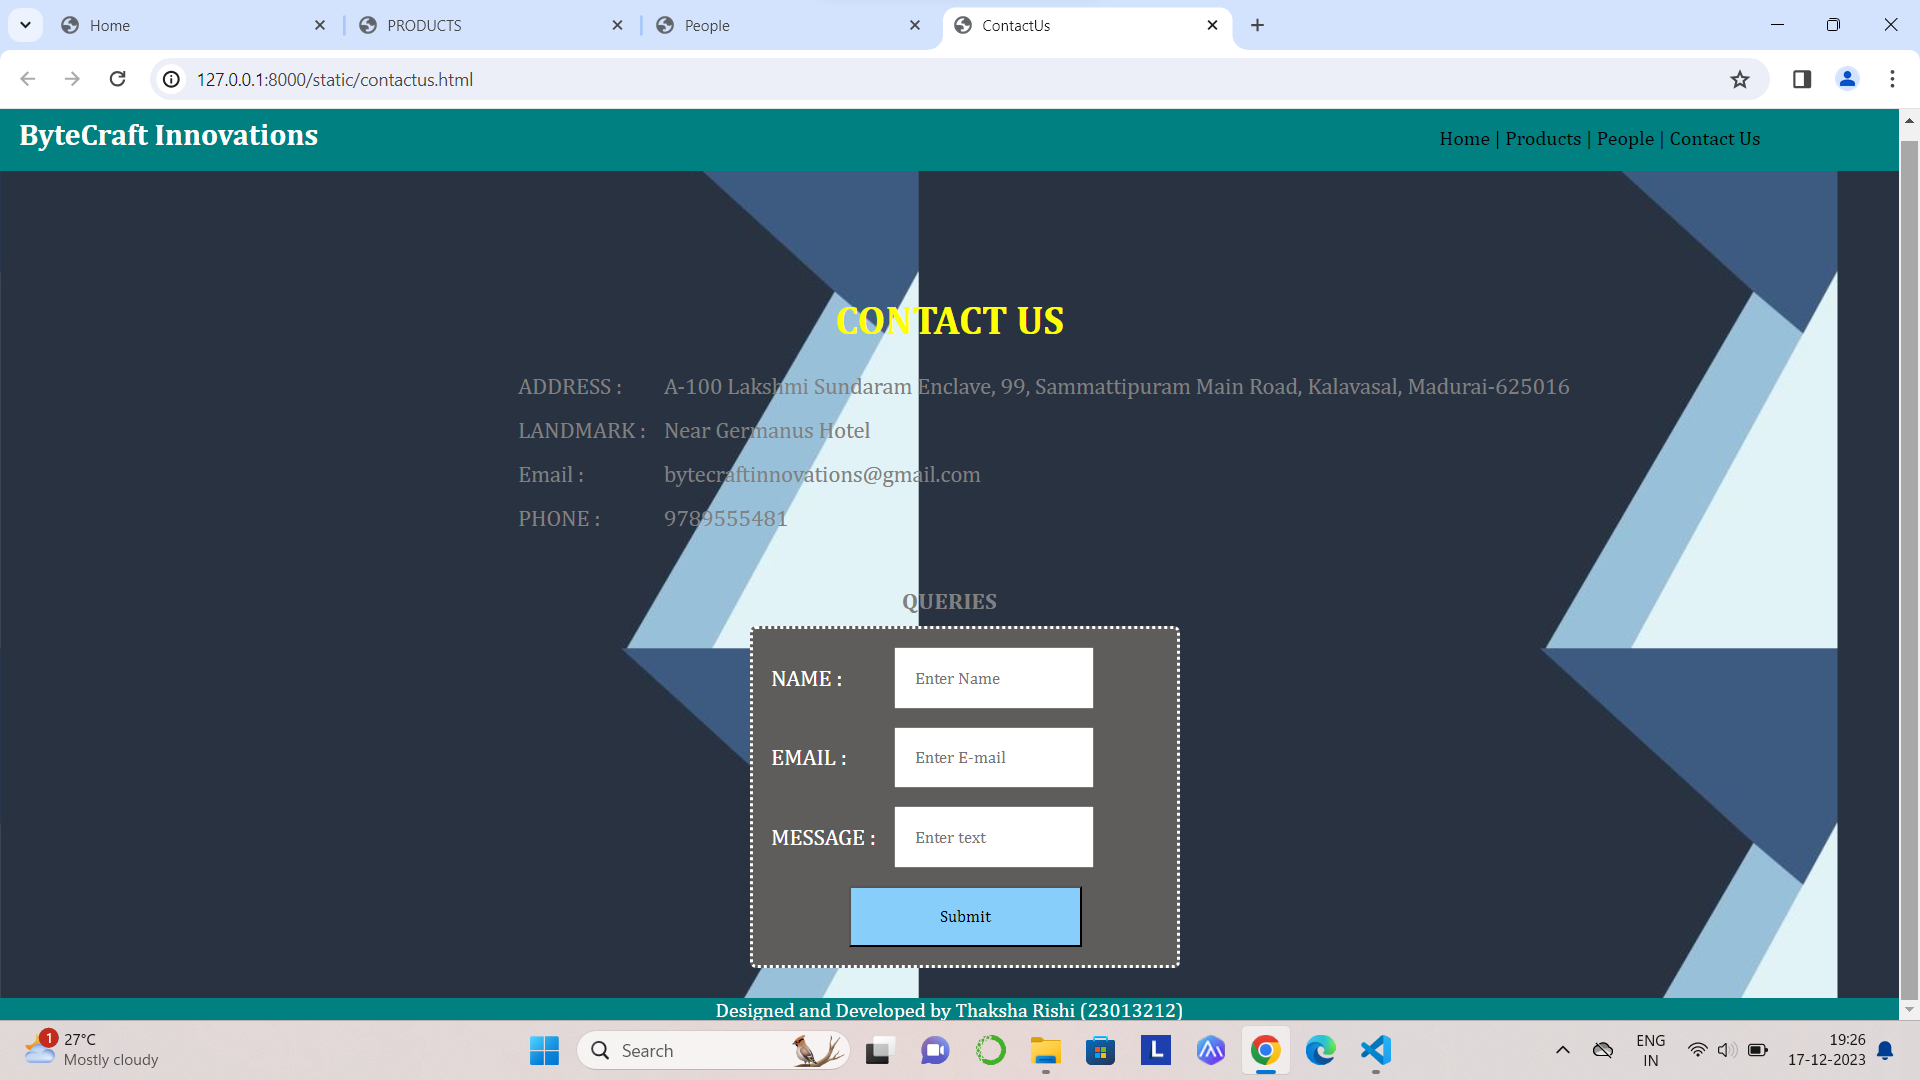 Home
PRODUCTS
People
ContactUs
127.0.0.1:8000/static/contactus.html
ByteCraft Innovations
Home | Products | People | Contact Us
CONTACT US
ADDRESS : A-100 Lakshmi Sundaram Enclave, 99, Sammattipuram Main Road, Kalavasal, Madurai-625016
LANDMARK : Near Germanus Hotel
Email : bytecraftinnovations@gmail.com
PHONE : 9789555481
QUERIES
NAME : Enter Name
EMAIL : Enter E-mail
MESSAGE : Enter text
Submit
Designed and Developed by Thaksha Rishi (23013212)
1
27°C
Mostly cloudy
Search
L
ENG
IN
19:26
17-12-2023